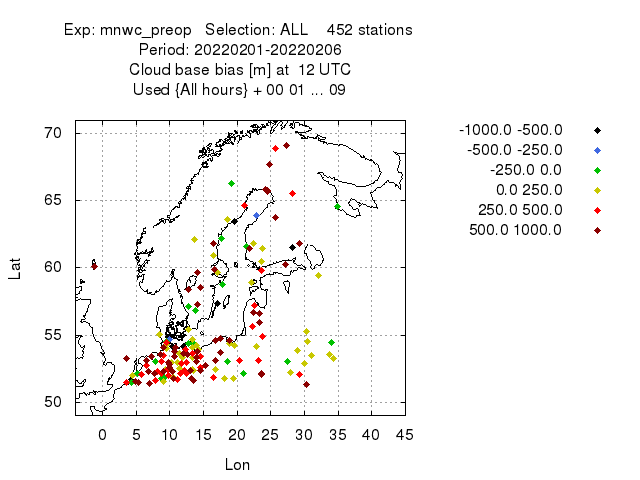 Exp: mnwc_preop   Selection: ALL    452 stations
Period: 20220201-20220206
Cloud base bias [m] at  12 UTC
Used {All hours} + 00 01 ... 09
-1000.0 -500.0
-500.0 -250.0
-250.0 0.0
0.0 250.0
250.0 500.0
500.0 1000.0
70
65
60
55
50
Lat
0 5 10 15 20 25 30 35 40 45
Lon